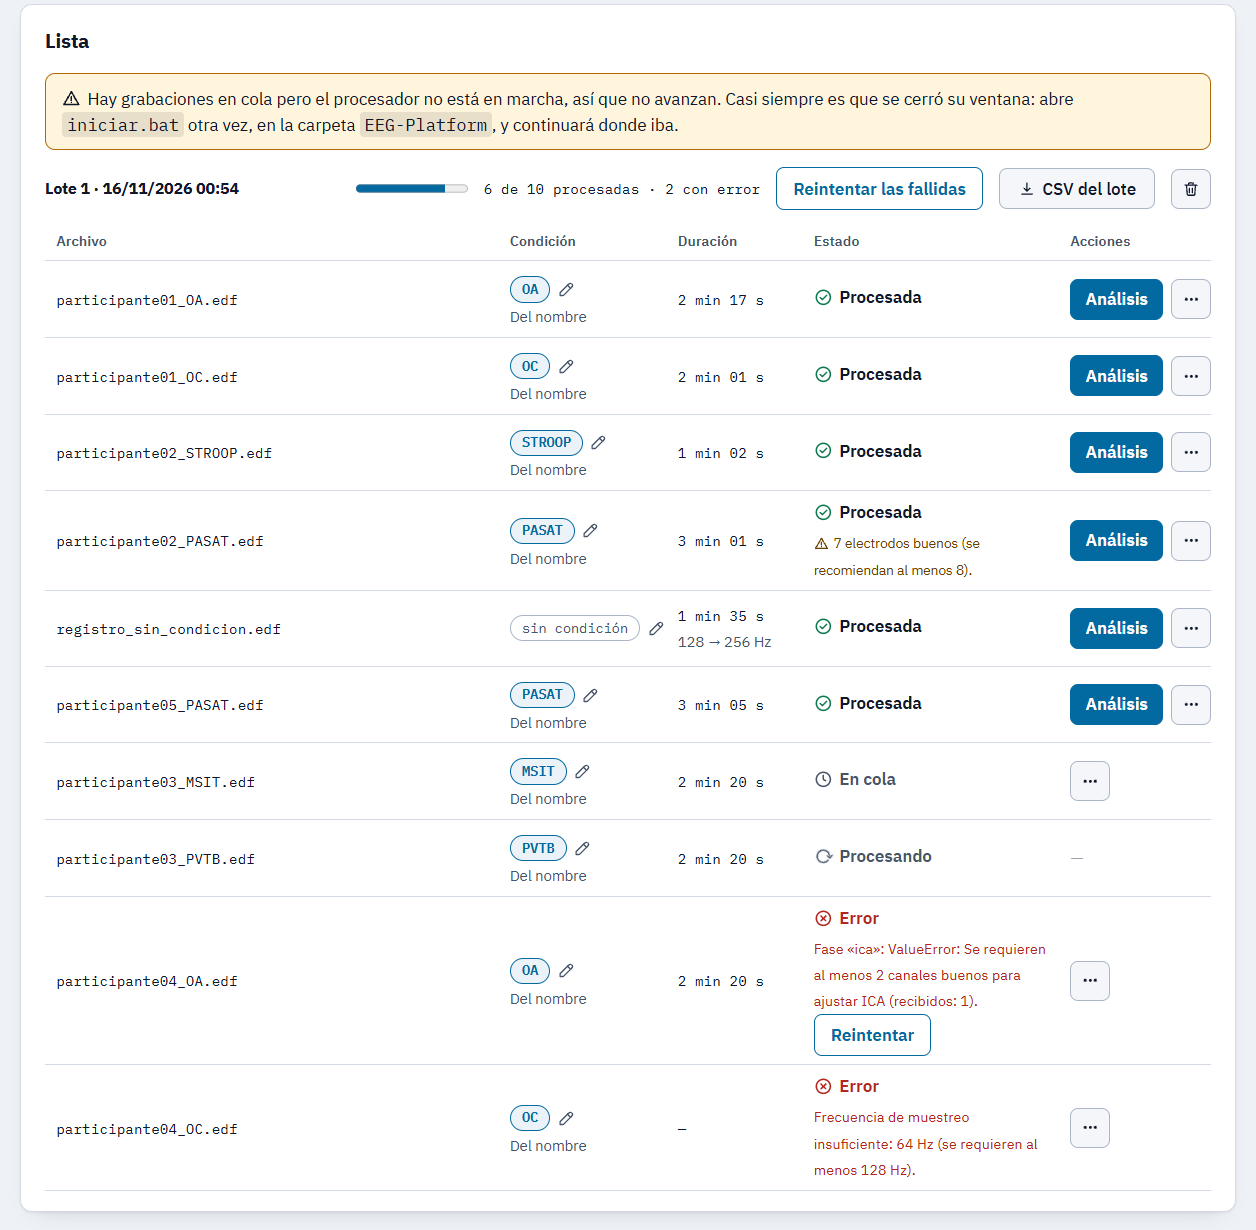 Lista
Hay grabaciones en cola pero el procesador no está en marcha, así que no avanzan. Casi siempre es que se cerró su ventana: abre
iniciar.bat otra vez, en la carpeta EEG-Platform, y continuará donde iba.
Lote 1 · 16/11/2026 00:54 6 de 10 procesadas · 2 con error Reintentar las fallidas CSV del lote
Archivo Condición Duración Estado Acciones
participante01_OA.edf OA 2 min 17 s Procesada Análisis ...
Del nombre
participante01_OC.edf OC 2 min 01 s Procesada Análisis ...
Del nombre
participante02_STROOP.edf STROOP 1 min 02 s Procesada Análisis ...
Del nombre
participante02_PASAT.edf PASAT 3 min 01 s Procesada Análisis ...
Del nombre
7 electrodos buenos (se
recomiendan al menos 8).
registro_sin_condicion.edf sin condición 1 min 35 s Procesada Análisis ...
128 → 256 Hz
participante05_PASAT.edf PASAT 3 min 05 s Procesada Análisis ...
Del nombre
participante03_MSIT.edf MSIT 2 min 20 s En cola ...
Del nombre
participante03_PVTB.edf PVTB 2 min 20 s Procesando —
Del nombre
participante04_OA.edf OA 2 min 20 s Error ...
Del nombre
Fase «ica»: ValueError: Se requieren
al menos 2 canales buenos para
ajustar ICA (recibidos: 1).
Reintentar
participante04_OC.edf OC – Error ...
Del nombre
Frecuencia de muestreo
insuficiente: 64 Hz (se requieren al
menos 128 Hz).